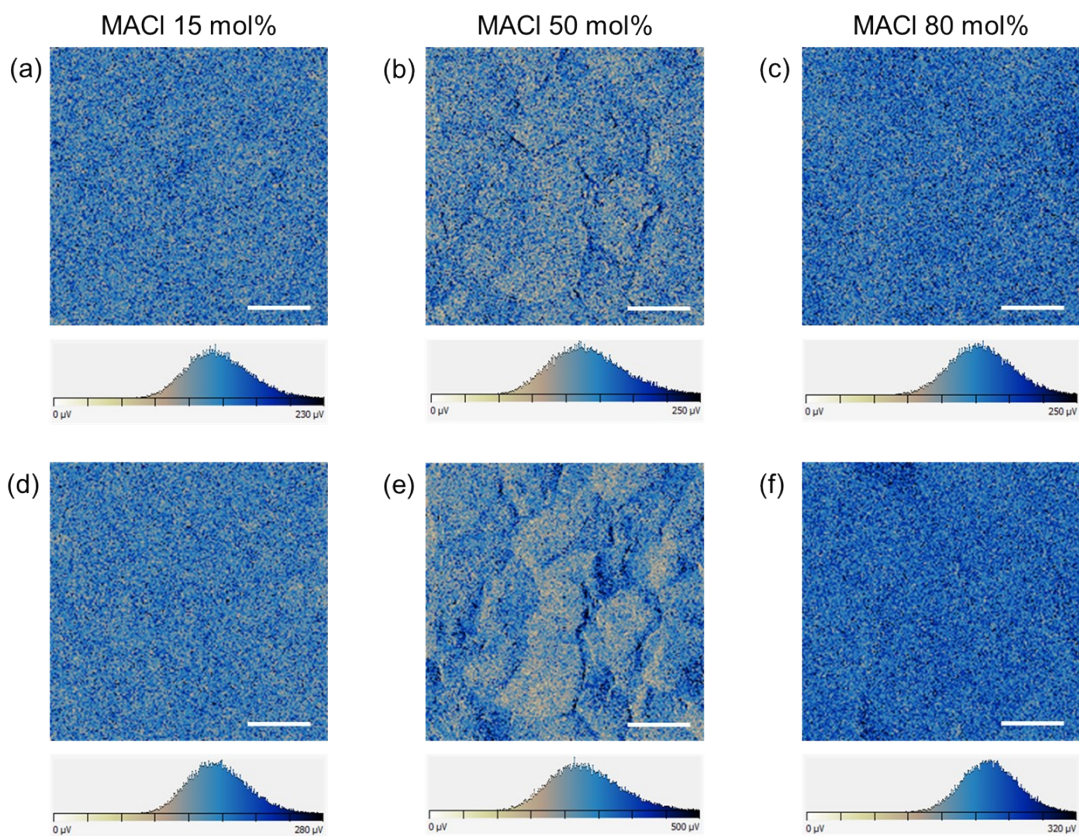 MACl 15 mol% MACl 50 mol% MACl 80 mol%
(a) (b) (c)
0 µV 230 µV 0 µV 250 µV 0 µV 250 µV
(d) (e) (f)
0 µV 280 µV 0 µV 500 µV 0 µV 320 µV